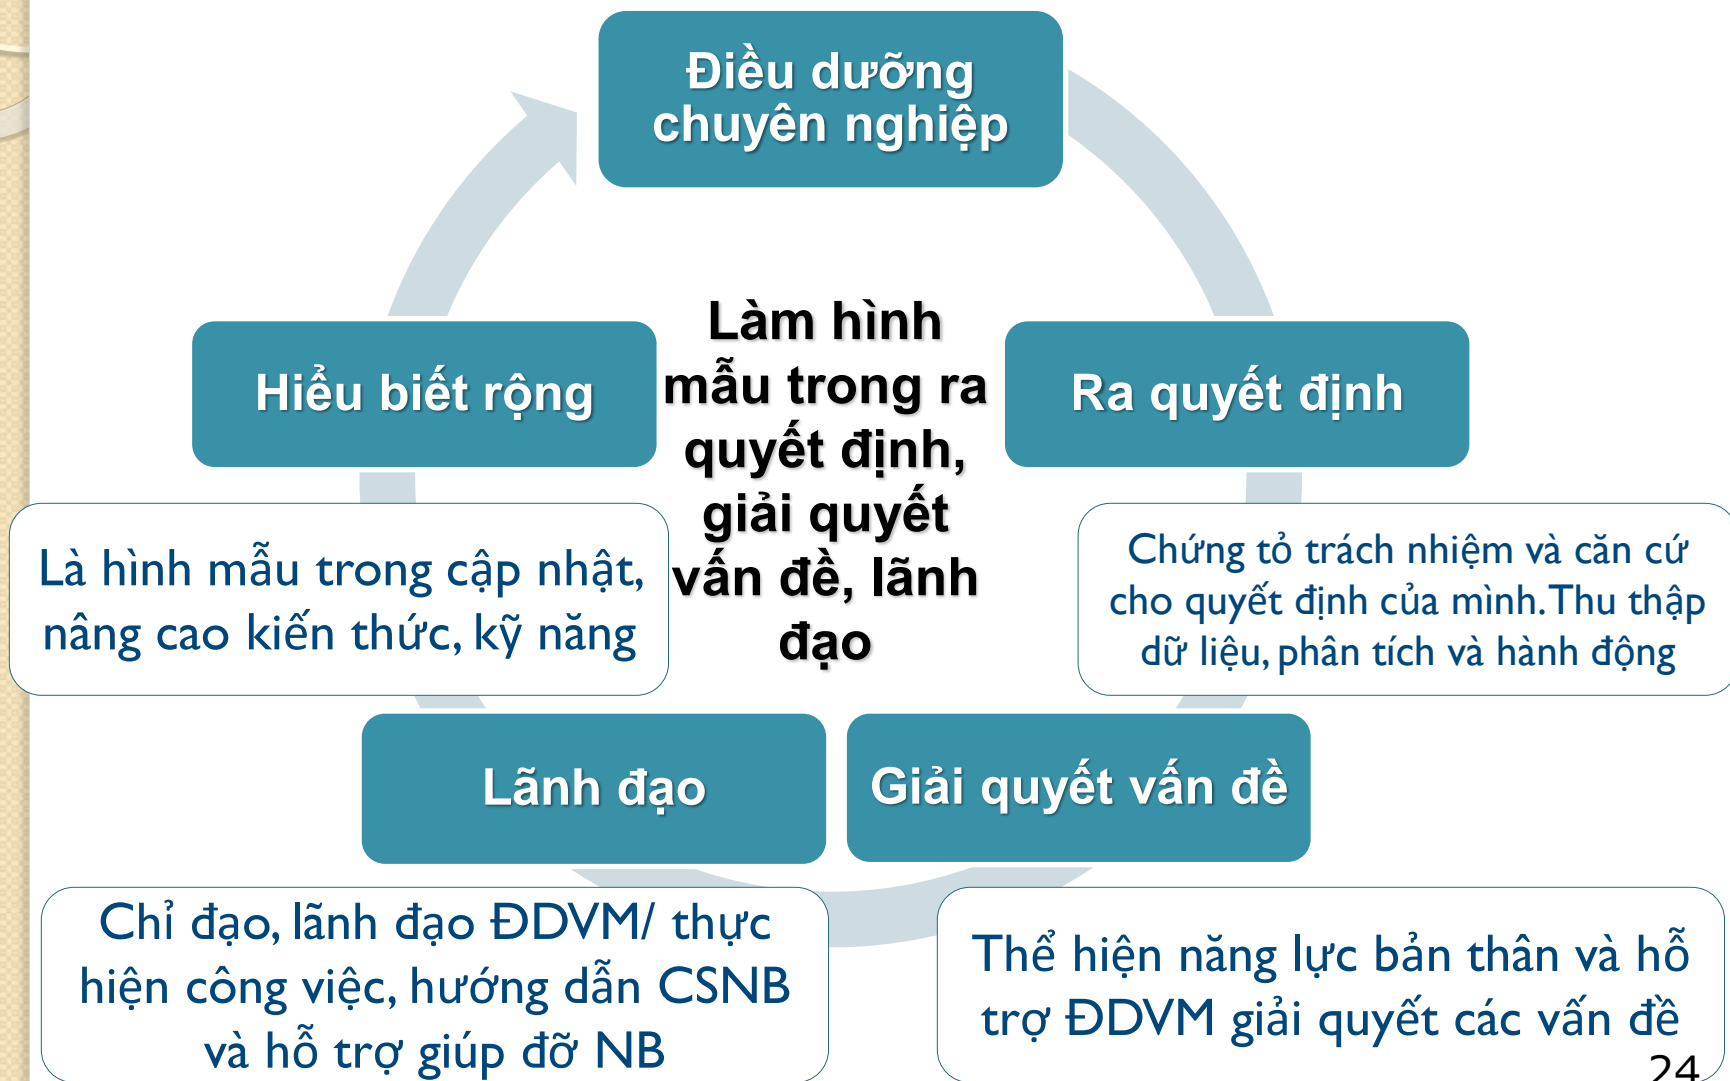 Điều dưỡng
chuyên nghiệp
Làm hình
mẫu trong ra
quyết định,
giải quyết
vấn đề, lãnh
đạo
Hiểu biết rộng
Ra quyết định
Là hình mẫu trong cập nhật,
nâng cao kiến thức, kỹ năng
Chứng tỏ trách nhiệm và căn cứ
cho quyết định của mình. Thu thập
dữ liệu, phân tích và hành động
Lãnh đạo
Giải quyết vấn đề
Chỉ đạo, lãnh đạo ĐDVM/ thực
hiện công việc, hướng dẫn CSNB
và hỗ trợ giúp đỡ NB
Thể hiện năng lực bản thân và hỗ
trợ ĐDVM giải quyết các vấn đề
24